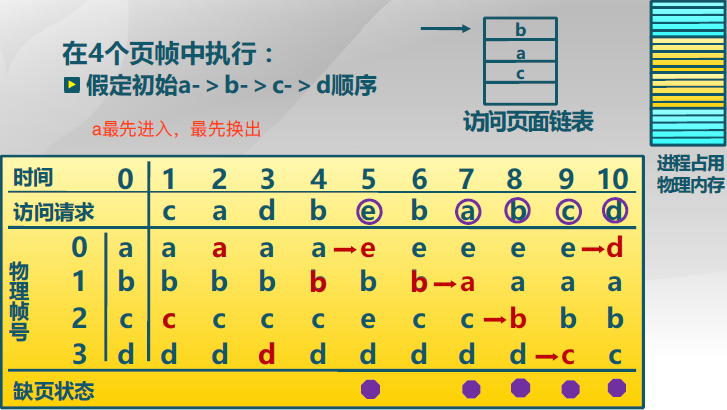 在4个页帧中执行：
假定初始a->b->c->d顺序
a最先进入，最先换出
b
a
c
访问页面链表
进程占用
物理内存
时间 0 1 2 3 4 5 6 7 8 9 10
访问请求 c a d b e b a b c d
物理帧号
0 a a a a a e e e e e d
1 b b b b b b b a a a a
2 c c c c c e c c b b b
3 d d d d d d d d d c c
缺页状态